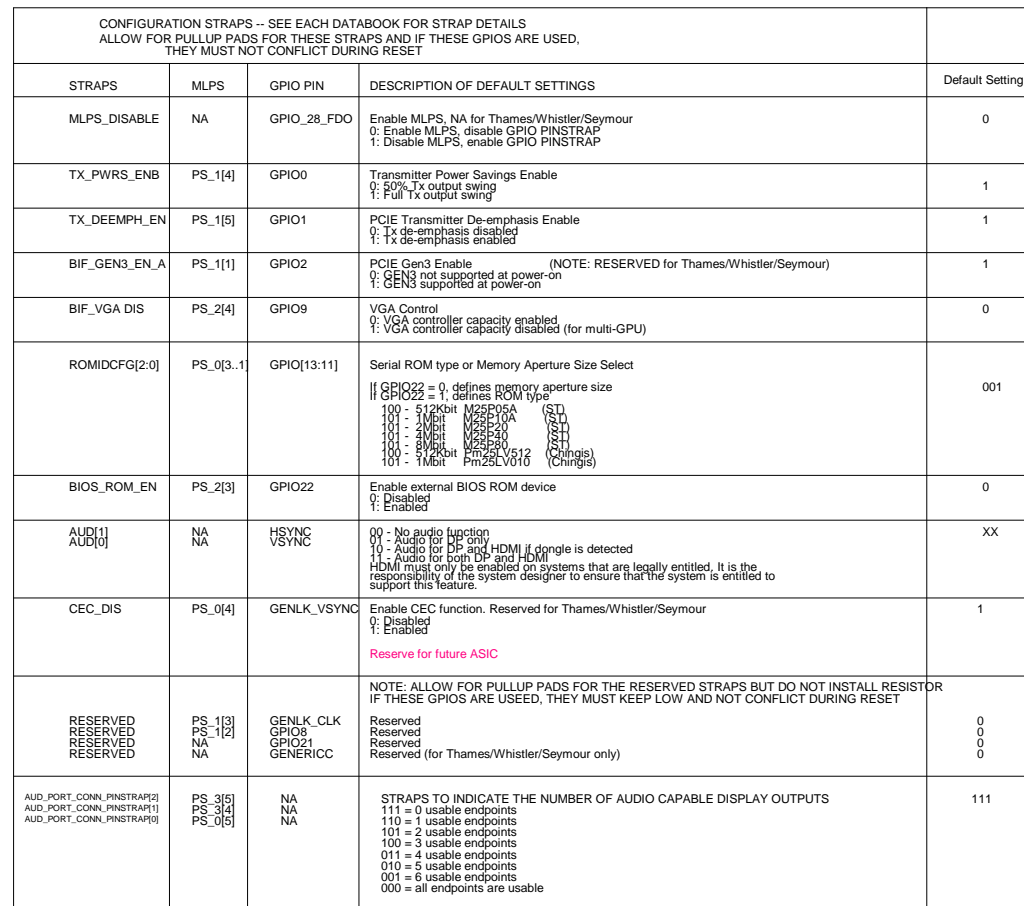 CONFIGURATION STRAPS -- SEE EACH DATABOOK FOR STRAP DETAILS
ALLOW FOR PULLUP PADS FOR THESE STRAPS AND IF THESE GPIOS ARE USED,
THEY MUST NOT CONFLICT DURING RESET
STRAPS MLPS GPIO PIN DESCRIPTION OF DEFAULT SETTINGS Default Setting
MLPS_DISABLE NA GPIO_28_FDO Enable MLPS, NA for Thames/Whistler/Seymour 0
0: Enable MLPS, disable GPIO PINSTRAP
1: Disable MLPS, enable GPIO PINSTRAP
TX_PWRS_ENB PS_1[4] GPIO0 Transmitter Power Savings Enable
0: 50% Tx output swing 1
1: Full Tx output swing
TX_DEEMPH_EN PS_1[5] GPIO1 PCIE Transmitter De-emphasis Enable 1
0: Tx de-emphasis disabled
1: Tx de-emphasis enabled
BIF_GEN3_EN_A PS_1[1] GPIO2 PCIE Gen3 Enable (NOTE: RESERVED for Thames/Whistler/Seymour) 1
0: GEN3 not supported at power-on
1: GEN3 supported at power-on
BIF_VGA DIS PS_2[4] GPIO9 VGA Control 0
0: VGA controller capacity enabled
1: VGA controller capacity disabled (for multi-GPU)
ROMIDCFG[2:0] PS_0[3..1] GPIO[13:11] Serial ROM type or Memory Aperture Size Select
If GPIO22 = 0, defines memory aperture size 001
If GPIO22 = 1, defines ROM type
100 - 512Kbit M25P05A (ST)
101 - 1Mbit M25P10A (ST)
101 - 2Mbit M25P20 (ST)
101 - 4Mbit M25P40 (ST)
101 - 8Mbit M25P80 (ST)
100 - 512Kbit Pm25LV512 (Chingis)
101 - 1Mbit Pm25LV010 (Chingis)
BIOS_ROM_EN PS_2[3] GPIO22 Enable external BIOS ROM device 0
0: Disabled
1: Enabled
AUD[1] NA HSYNC 00 - No audio function XX
AUD[0] NA VSYNC 01 - Audio for DP only
10 - Audio for DP and HDMI if dongle is detected
11 - Audio for both DP and HDMI
HDMI must only be enabled on systems that are legally entitled. It is the
responsibility of the system designer to ensure that the system is entitled to
support this feature.
CEC_DIS PS_0[4] GENLK_VSYNC Enable CEC function. Reserved for Thames/Whistler/Seymour 1
0: Disabled
1: Enabled
Reserve for future ASIC
NOTE: ALLOW FOR PULLUP PADS FOR THE RESERVED STRAPS BUT DO NOT INSTALL RESISTOR
IF THESE GPIOS ARE USEED, THEY MUST KEEP LOW AND NOT CONFLICT DURING RESET
RESERVED PS_1[3] GENLK_CLK Reserved 0
RESERVED PS_1[2] GPIO8 Reserved 0
RESERVED NA GPIO21 Reserved 0
RESERVED NA GENERICC Reserved (for Thames/Whistler/Seymour only) 0
AUD_PORT_CONN_PINSTRAP[2] PS_3[5] NA STRAPS TO INDICATE THE NUMBER OF AUDIO CAPABLE DISPLAY OUTPUTS 111
AUD_PORT_CONN_PINSTRAP[1] PS_3[4] NA 111 = 0 usable endpoints
AUD_PORT_CONN_PINSTRAP[0] PS_0[5] NA 110 = 1 usable endpoints
101 = 2 usable endpoints
100 = 3 usable endpoints
011 = 4 usable endpoints
010 = 5 usable endpoints
001 = 6 usable endpoints
000 = all endpoints are usable